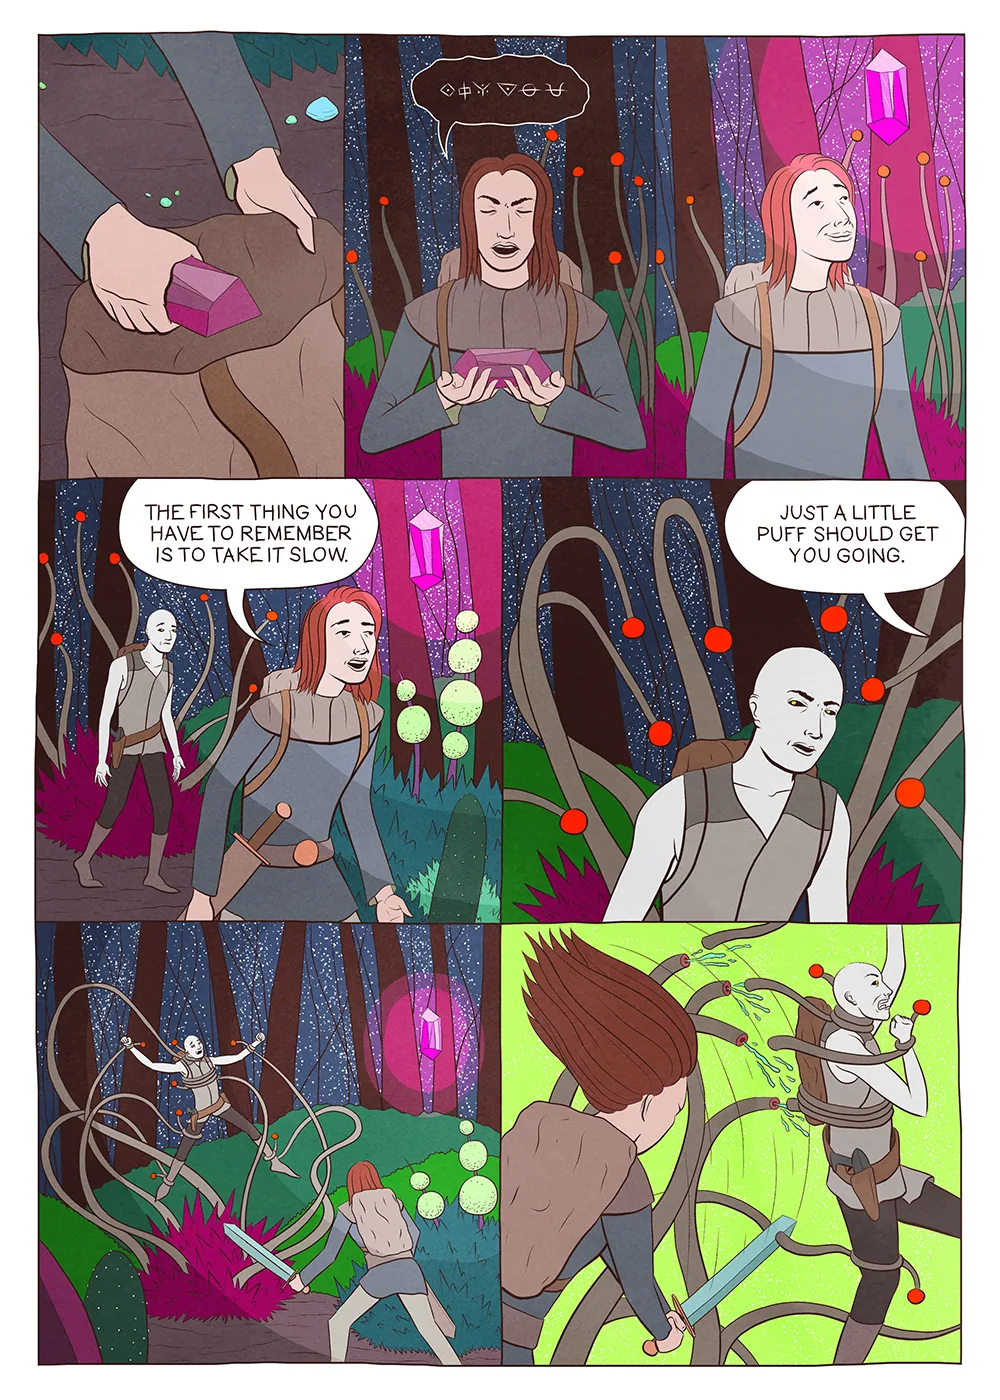 THE FIRST THING YOU
HAVE TO REMEMBER
IS TO TAKE IT SLOW.
JUST A LITTLE
PUFF SHOULD GET
YOU GOING.